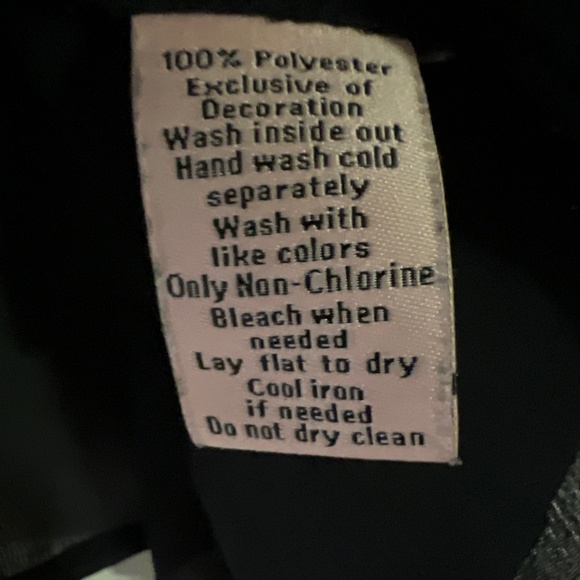 100% Polyester
Exclusive of
Decoration
Wash inside out
Hand wash cold
separately
Wash with
like colors
Only Non-Chlorine
Bleach when
needed
Lay flat to dry
Cool iron
if needed
Do not dry clean